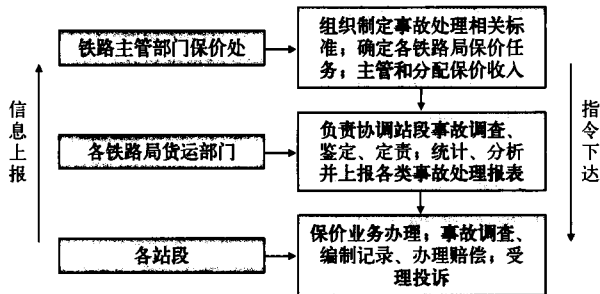 铁路主管部门保价处
组织制定事故处理相关标
准；确定各铁路局保价任
务；主管和分配保价收入
信息上报
指令下达
各铁路局货运部门
负责协调站段事故调查、
鉴定、定责；统计、分析
并上报各类事故处理报表
各站段
保价业务办理；事故调查、
编制记录、办理赔偿；受
理投诉